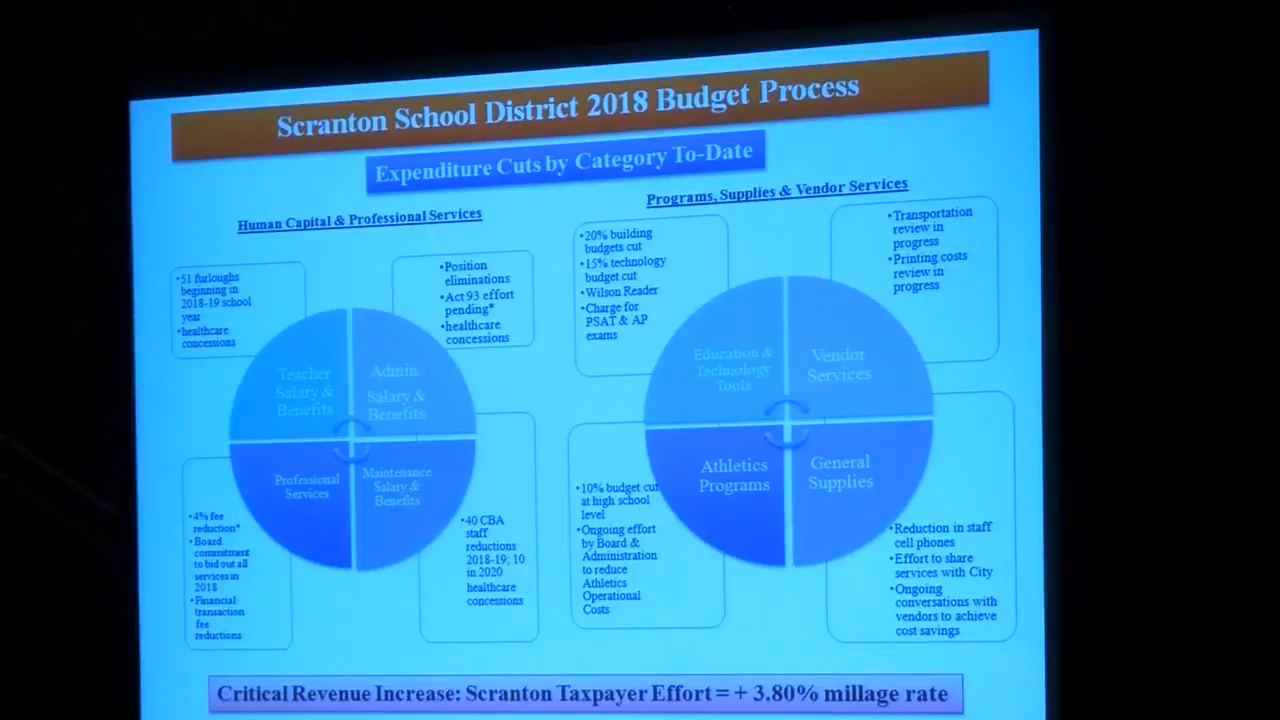 Scranton School District 2018 Budget Process
Expenditure Cuts by Category To-Date
Human Capital & Professional Services
•51 furloughs
beginning in
2018-19 school
year
•healthcare
concessions
•Position
eliminations
•Act 93 effort
pending*
•healthcare
concessions
Teacher
Salary &
Benefits
Admin.
Salary &
Benefits
Professional
Services
Maintenance
Salary &
Benefits
•4% fee
reduction*
•Board
commitment
to bid out all
services in
2018
•Financial
transaction
fee
reductions
•40 CBA
staff
reductions
2018-19; 10
in 2020
healthcare
concessions
Programs, Supplies & Vendor Services
•20% building
budgets cut
•15% technology
budget cut
•Wilson Reader
•Charge for
PSAT & AP
exams
•Transportation
review in
progress
•Printing costs
review in
progress
Education &
Technology
Tools
Vendor
Services
Athletics
Programs
General
Supplies
•10% budget cut
at high school
level
•Ongoing effort
by Board &
Administration
to reduce
Athletics
Operational
Costs
•Reduction in staff
cell phones
•Effort to share
services with City
•Ongoing
conversations with
vendors to achieve
cost savings
Critical Revenue Increase: Scranton Taxpayer Effort = + 3.80% millage rate